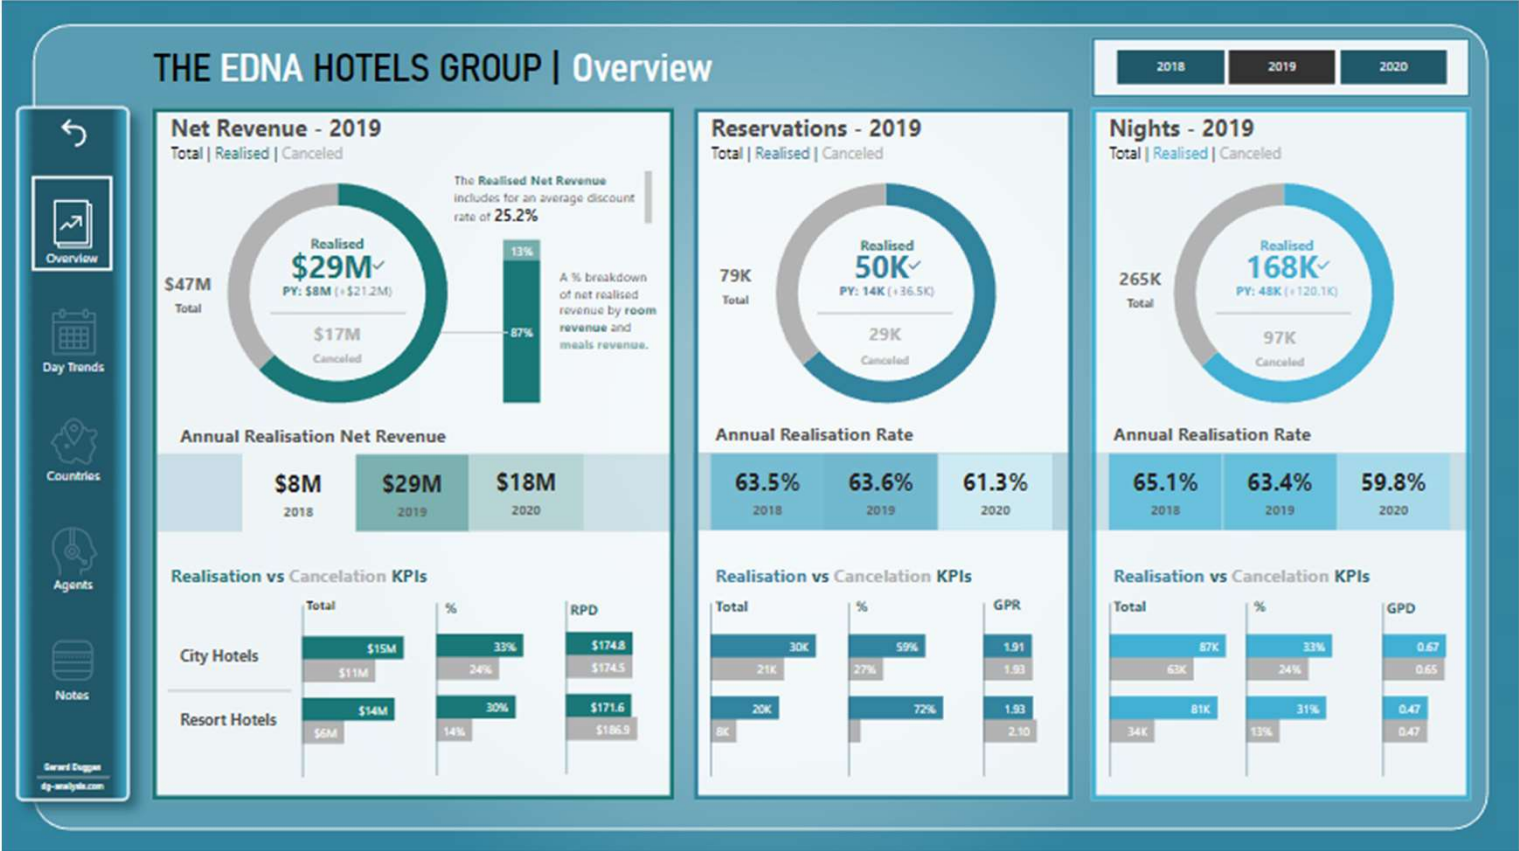 THE EDNA HOTELS GROUP | Overview
2018
2019
2020
Overview
Day Trends
Countries
Agents
Notes
Gerard Duggan
dg-analysis.com
Net Revenue - 2019
Total | Realised | Canceled
The Realised Net Revenue
includes for an average discount
rate of 25.2%
$47M
Total
Realised
$29M
PY: $8M (+$21.2M)
$17M
Canceled
13%
87%
A % breakdown
of net realised
revenue by room
revenue and
meals revenue.
Annual Realisation Net Revenue
$8M
2018
$29M
2019
$18M
2020
Realisation vs Cancelation KPIs
Total
%
RPD
City Hotels
$15M
33%
$174.8
$11M
24%
$174.5
Resort Hotels
$14M
30%
$171.6
$6M
14%
$186.9
Reservations - 2019
Total | Realised | Canceled
79K
Total
Realised
50K
PY: 14K (+36.5K)
29K
Canceled
Annual Realisation Rate
63.5%
2018
63.6%
2019
61.3%
2020
Realisation vs Cancelation KPIs
Total
%
GPR
30K
59%
1.91
21K
27%
1.93
20K
72%
1.93
8K
2.10
Nights - 2019
Total | Realised | Canceled
265K
Total
Realised
168K
PY: 48K (+120.1K)
97K
Canceled
Annual Realisation Rate
65.1%
2018
63.4%
2019
59.8%
2020
Realisation vs Cancelation KPIs
Total
%
GPD
87K
33%
0.67
63K
24%
0.65
81K
31%
0.47
34K
13%
0.47